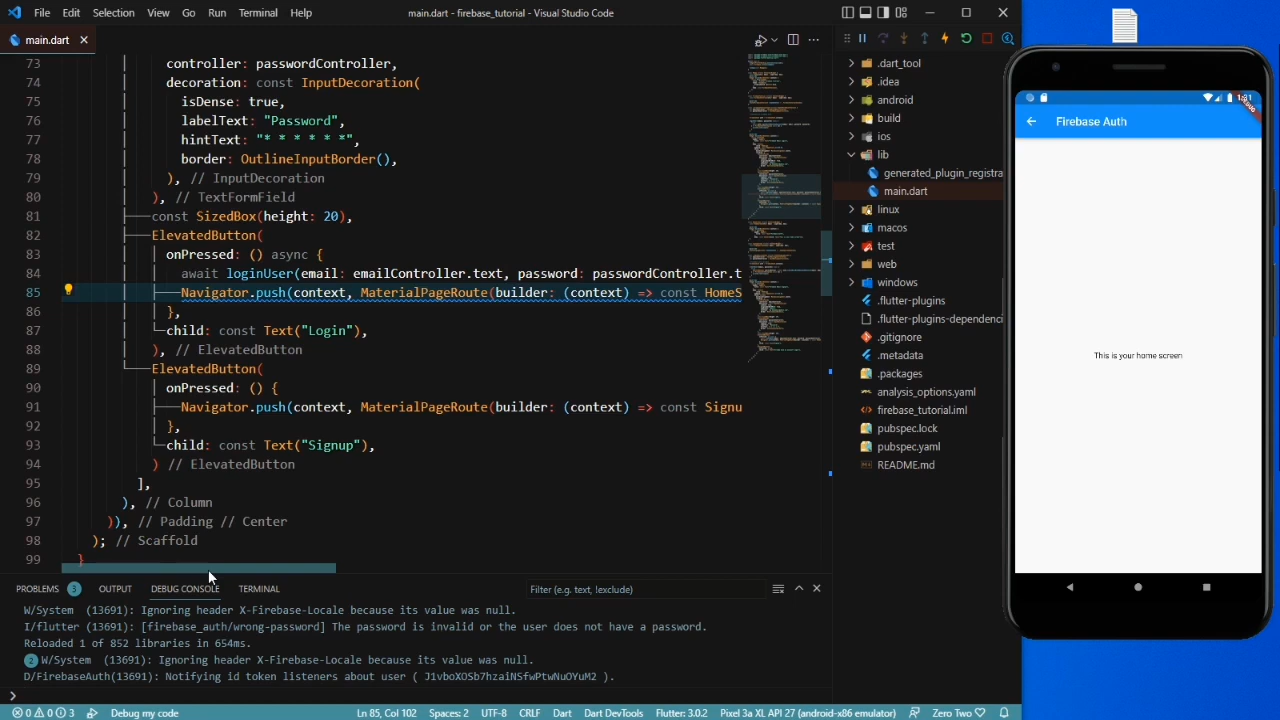 File Edit Selection View Go Run Terminal Help
main.dart - firebase_tutorial - Visual Studio Code
main.dart
73 controller: passwordController,
74 decoration: const InputDecoration(
75 isDense: true,
76 labelText: "Password",
77 hintText: "* * * * * *",
78 border: OutlineInputBorder(),
79 ), // InputDecoration
80 ), // TextFormField
81 const SizedBox(height: 20),
82 ElevatedButton(
83 onPressed: () async {
84 await loginUser(email: emailController.text, password: passwordController.t
85 Navigator.push(context, MaterialPageRoute(builder: (context) => const HomeS
86 },
87 child: const Text("Login"),
88 ), // ElevatedButton
89 ElevatedButton(
90 onPressed: () {
91 Navigator.push(context, MaterialPageRoute(builder: (context) => const Signu
92 },
93 child: const Text("Signup"),
94 ) // ElevatedButton
95 ],
96 ), // Column
97 )), // Padding // Center
98 ); // Scaffold
99 }
PROBLEMS 3 OUTPUT DEBUG CONSOLE TERMINAL
Filter (e.g. text, !exclude)
W/System (13691): Ignoring header X-Firebase-Locale because its value was null.
I/flutter (13691): [firebase_auth/wrong-password] The password is invalid or the user does not have a password.
Reloaded 1 of 852 libraries in 654ms.
2 W/System (13691): Ignoring header X-Firebase-Locale because its value was null.
D/FirebaseAuth(13691): Notifying id token listeners about user ( J1vboXOSb7hzalNSfwPtwNuOYuM2 ).
0 0 3 Debug my code
Ln 85, Col 102 Spaces: 2 UTF-8 CRLF Dart Dart DevTools Flutter: 3.0.2 Pixel 3a XL API 27 (android-x86 emulator) Zero Two
.dart_tool
.idea
android
build
ios
lib
generated_plugin_registra
main.dart
linux
macos
test
web
windows
.flutter-plugins
.flutter-plugins-dependenci
.gitignore
.metadata
.packages
analysis_options.yaml
firebase_tutorial.iml
pubspec.lock
pubspec.yaml
README.md
Firebase Auth
This is your home screen